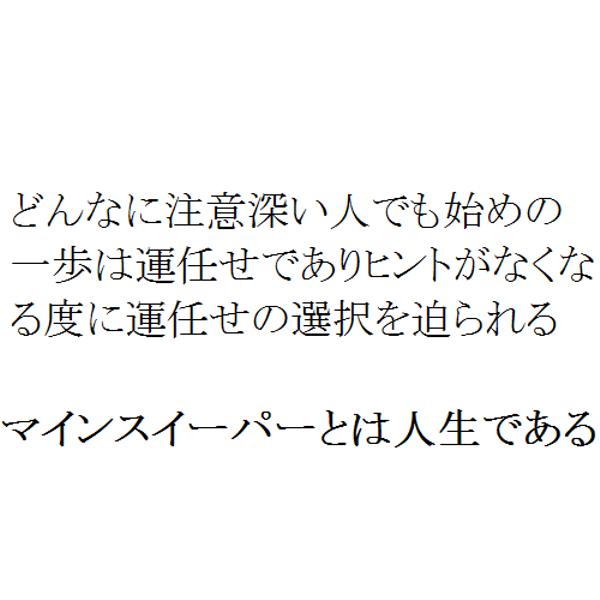 どんなに注意深い人でも始めの
一歩は運任せでありヒントがなくな
る度に運任せの選択を迫られる
マインスイーパーとは人生である